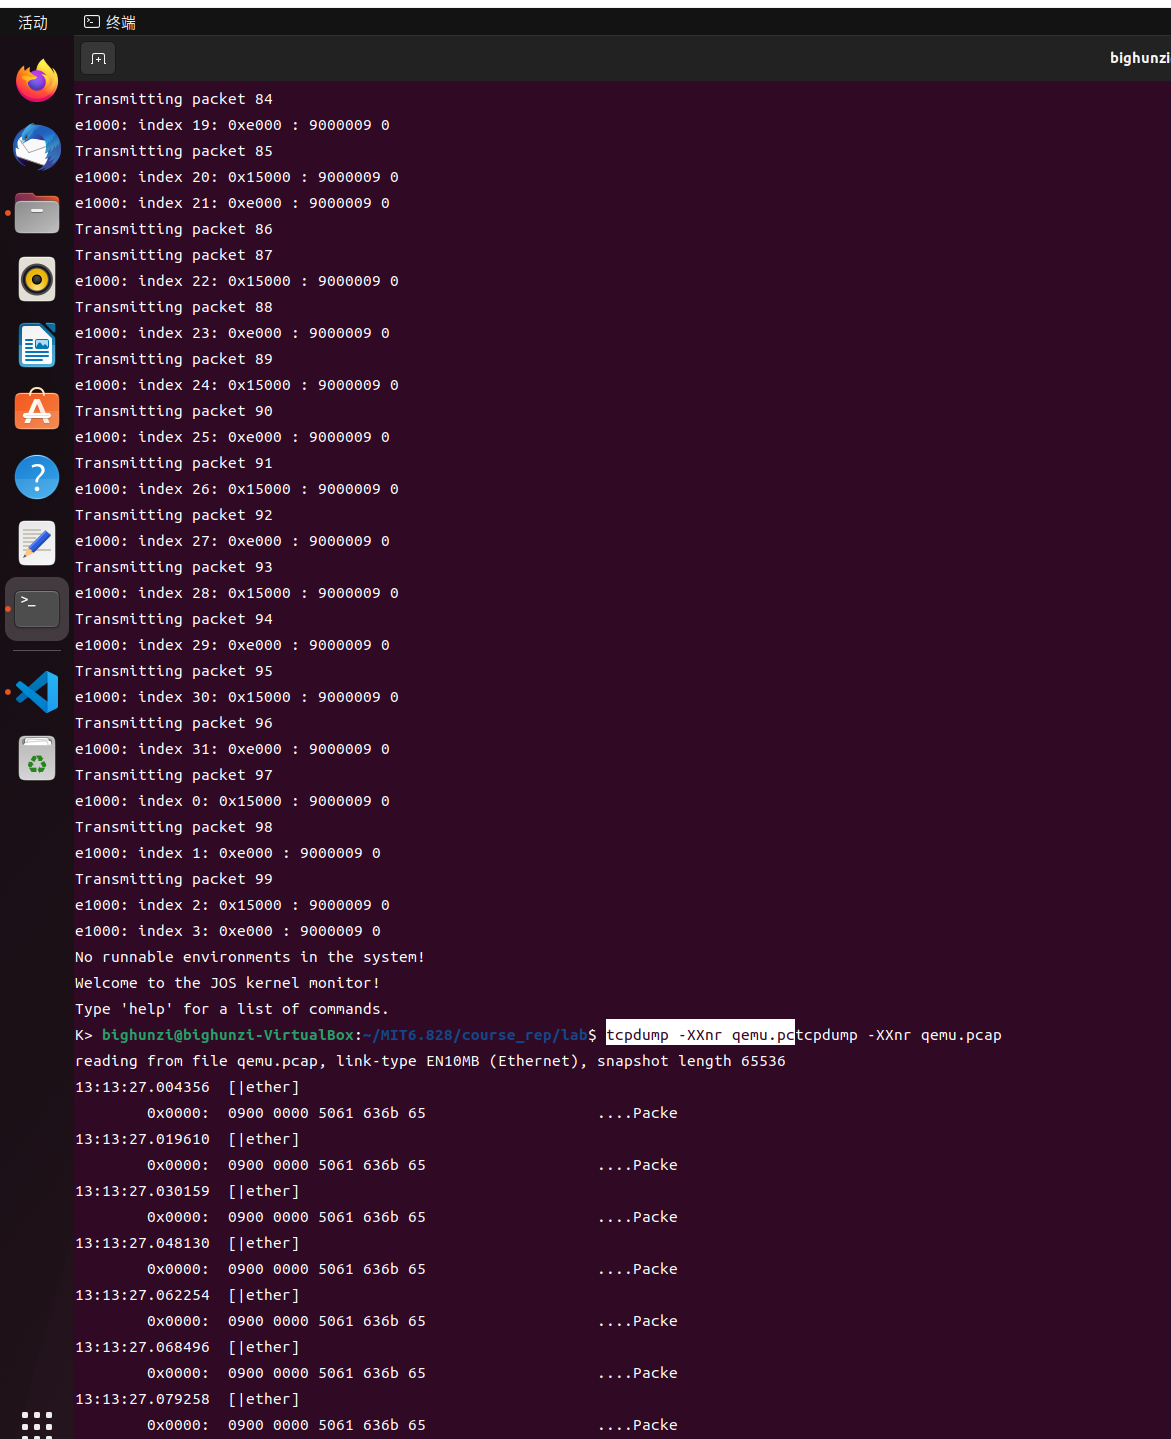 活动 终端
bighunzi
Transmitting packet 84
e1000: index 19: 0xe000 : 9000009 0
Transmitting packet 85
e1000: index 20: 0x15000 : 9000009 0
e1000: index 21: 0xe000 : 9000009 0
Transmitting packet 86
Transmitting packet 87
e1000: index 22: 0x15000 : 9000009 0
Transmitting packet 88
e1000: index 23: 0xe000 : 9000009 0
Transmitting packet 89
e1000: index 24: 0x15000 : 9000009 0
Transmitting packet 90
e1000: index 25: 0xe000 : 9000009 0
Transmitting packet 91
e1000: index 26: 0x15000 : 9000009 0
Transmitting packet 92
e1000: index 27: 0xe000 : 9000009 0
Transmitting packet 93
e1000: index 28: 0x15000 : 9000009 0
Transmitting packet 94
e1000: index 29: 0xe000 : 9000009 0
Transmitting packet 95
e1000: index 30: 0x15000 : 9000009 0
Transmitting packet 96
e1000: index 31: 0xe000 : 9000009 0
Transmitting packet 97
e1000: index 0: 0x15000 : 9000009 0
Transmitting packet 98
e1000: index 1: 0xe000 : 9000009 0
Transmitting packet 99
e1000: index 2: 0x15000 : 9000009 0
e1000: index 3: 0xe000 : 9000009 0
No runnable environments in the system!
Welcome to the JOS kernel monitor!
Type 'help' for a list of commands.
K> bighunzi@bighunzi-VirtualBox:~/MIT6.828/course_rep/lab$ tcpdump -XXnr qemu.pctcpdump -XXnr qemu.pcap
reading from file qemu.pcap, link-type EN10MB (Ethernet), snapshot length 65536
13:13:27.004356 [|ether]
0x0000: 0900 0000 5061 636b 65 ....Packe
13:13:27.019610 [|ether]
0x0000: 0900 0000 5061 636b 65 ....Packe
13:13:27.030159 [|ether]
0x0000: 0900 0000 5061 636b 65 ....Packe
13:13:27.048130 [|ether]
0x0000: 0900 0000 5061 636b 65 ....Packe
13:13:27.062254 [|ether]
0x0000: 0900 0000 5061 636b 65 ....Packe
13:13:27.068496 [|ether]
0x0000: 0900 0000 5061 636b 65 ....Packe
13:13:27.079258 [|ether]
0x0000: 0900 0000 5061 636b 65 ....Packe